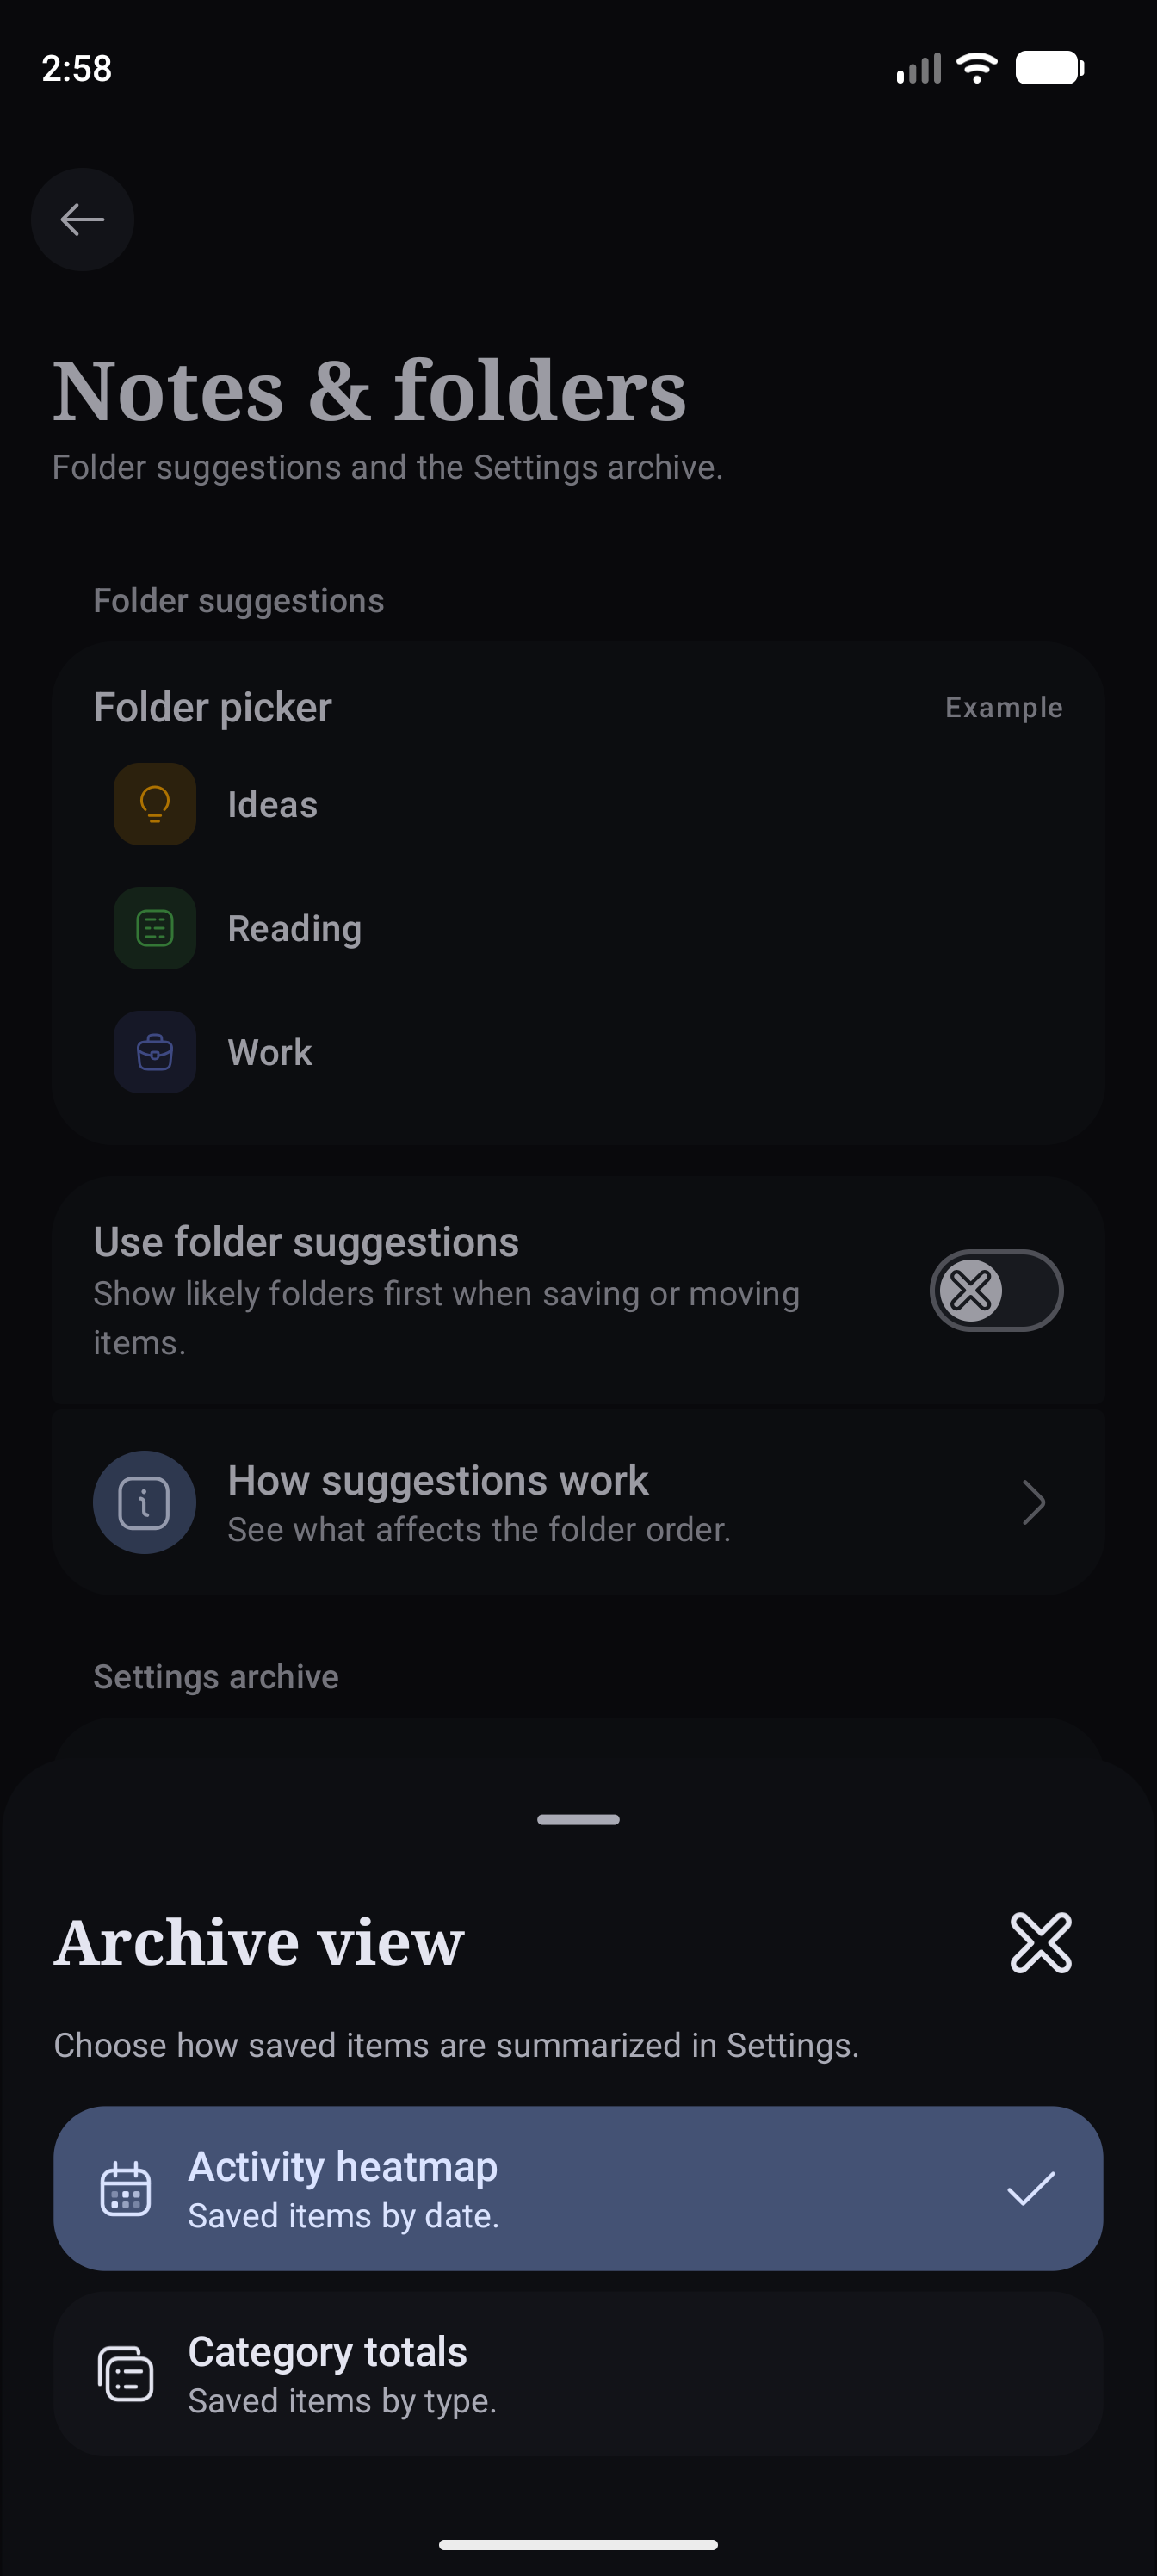 2:58
Notes & folders
Folder suggestions and the Settings archive.
Folder suggestions
Folder picker
Example
Ideas
Reading
Work
Use folder suggestions
Show likely folders first when saving or moving
items.
How suggestions work
See what affects the folder order.
Settings archive
Archive view
Choose how saved items are summarized in Settings.
Activity heatmap
Saved items by date.
Category totals
Saved items by type.